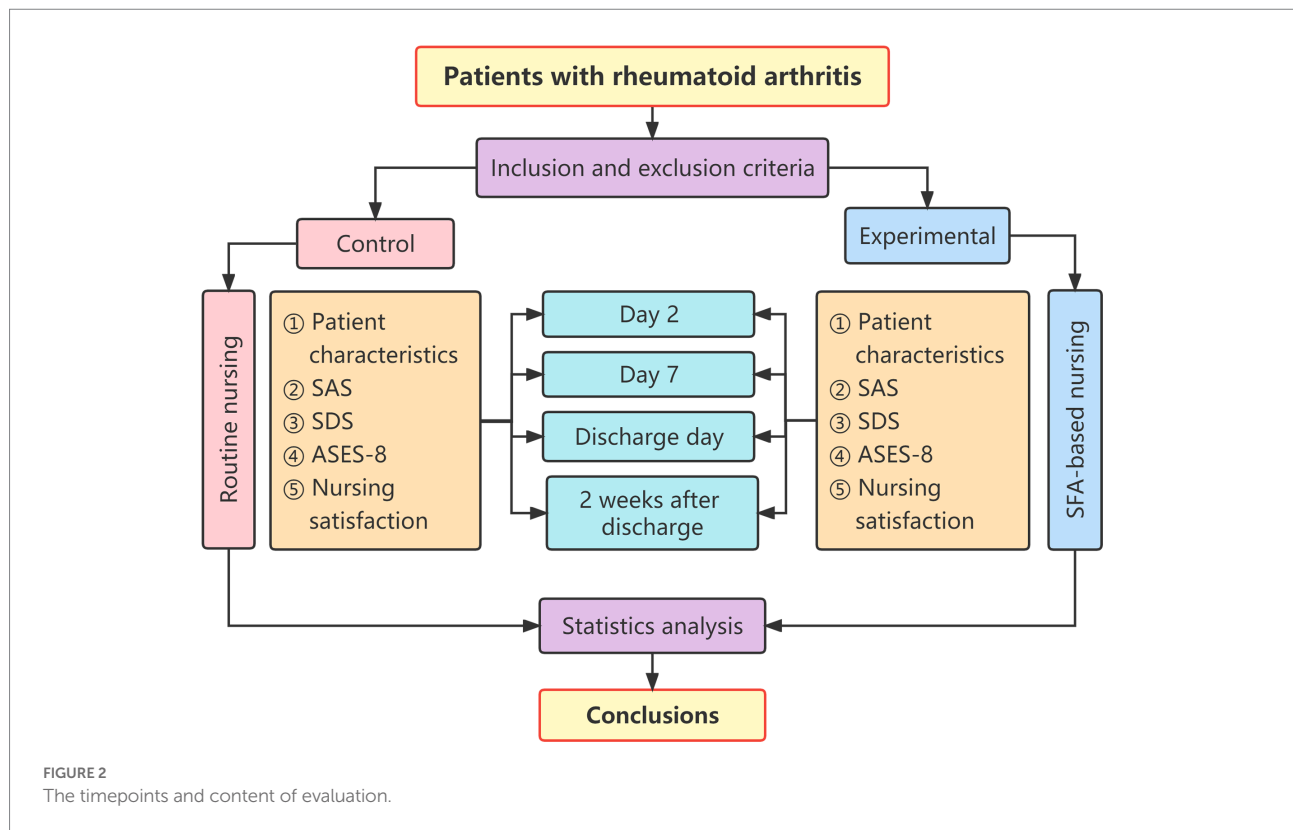 Patients with rheumatoid arthritis
Inclusion and exclusion criteria
Control
Experimental
Routine nursing
① Patient
characteristics
② SAS
③ SDS
④ ASES-8
⑤ Nursing
satisfaction
Day 2
Day 7
Discharge day
2 weeks after
discharge
① Patient
characteristics
② SAS
③ SDS
④ ASES-8
⑤ Nursing
satisfaction
SFA-based nursing
Statistics analysis
Conclusions
FIGURE 2
The timepoints and content of evaluation.